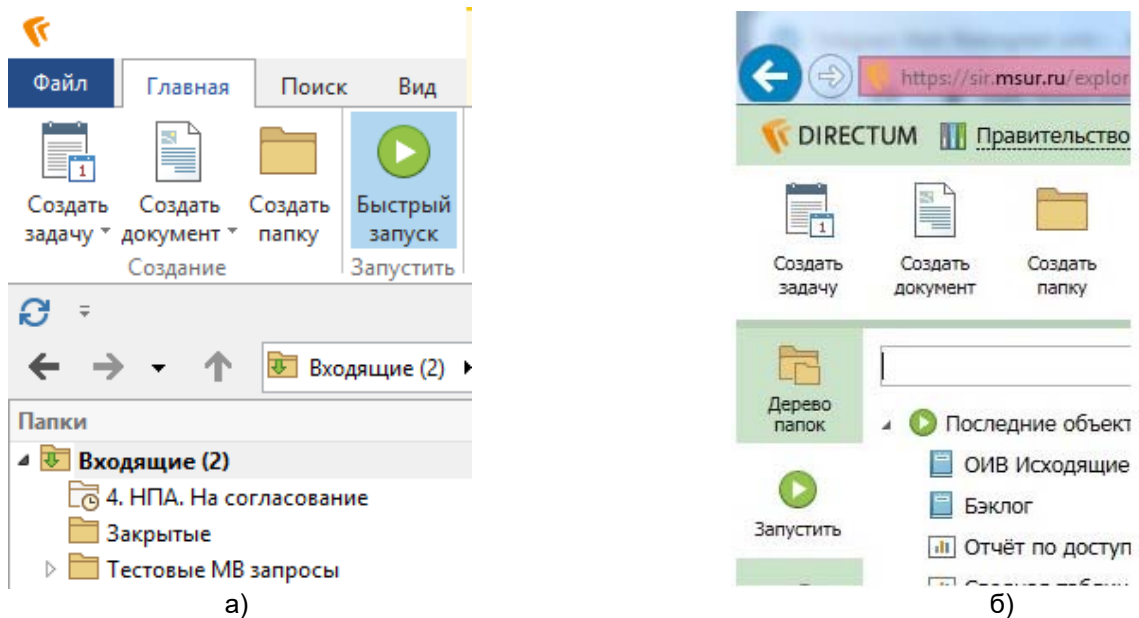 Файл Главная Поиск Вид
Создать Создать Создать Быстрый
задачу документ папку запуск
Создание Запустить
Входящие (2)
Папки
Входящие (2)
4. НПА. На согласование
Закрытые
Тестовые МВ запросы
а)
https://sir.msur.ru/explor
DIRECTUM Правительство
Создать Создать Создать
задачу документ папку
Дерево
папок
Последние объект
ОИВ Исходящие
Бэклог
Запустить
Отчёт по доступ
б)